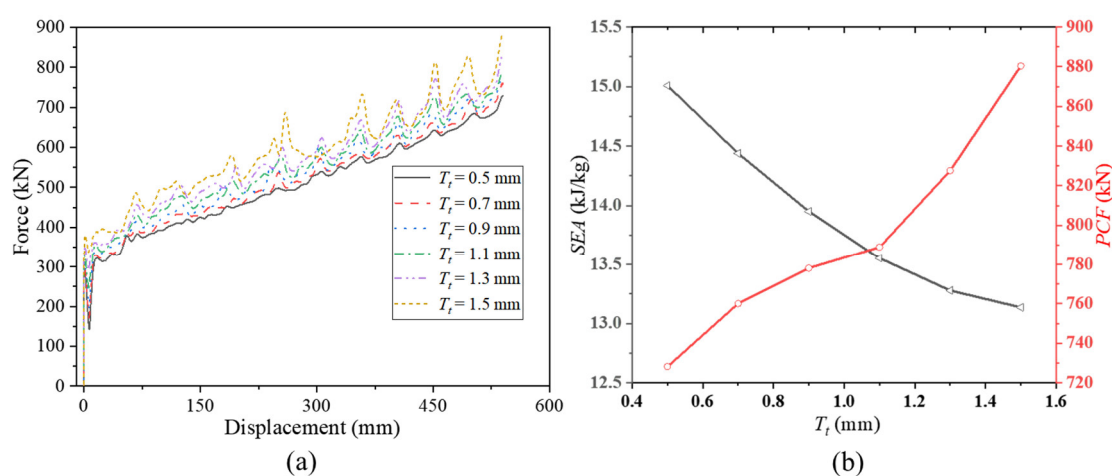 900
800
700
600
500
400
300
200
100
0
Force (kN)
0 150 300 450 600
Displacement (mm)
T_t = 0.5 mm
T_t = 0.7 mm
T_t = 0.9 mm
T_t = 1.1 mm
T_t = 1.3 mm
T_t = 1.5 mm
(a)
15.5
15.0
14.5
14.0
13.5
13.0
12.5
SEA (kJ/kg)
0.4 0.6 0.8 1.0 1.2 1.4 1.6
T_t (mm)
900
880
860
840
820
800
780
760
740
720
PCF (kN)
(b)